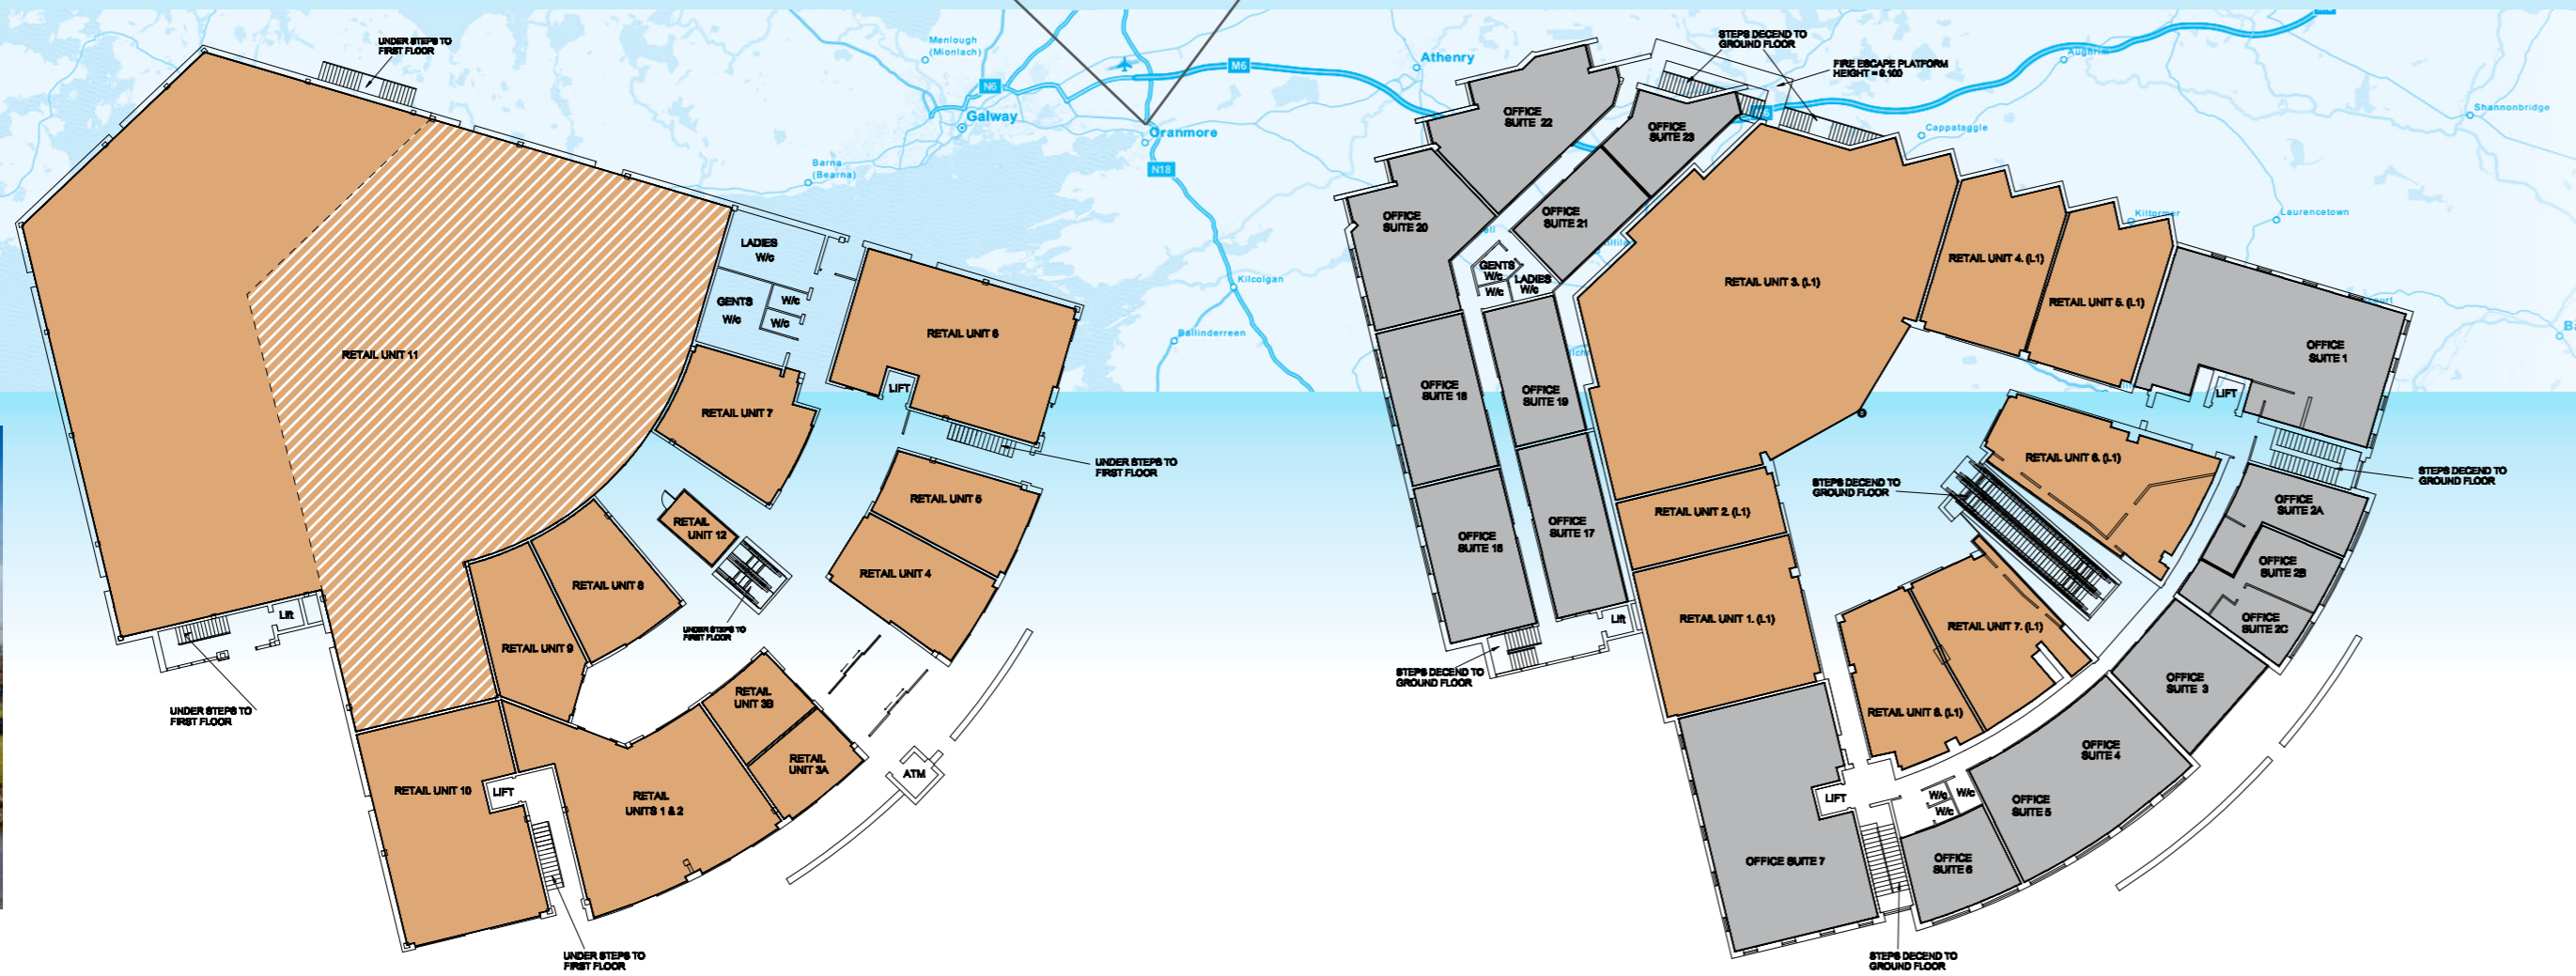 UNDER STEPS TO
FIRST FLOOR
Menlough
(Mionlach)
N6
Galway
Barna
(Bearna)
M6
Athenry
Oranmore
N18
Kilcolgan
Ballinderreen
LADIES
W/c
GENTS
W/c
W/c
W/c
RETAIL UNIT 6
LIFT
RETAIL UNIT 11
RETAIL UNIT 7
UNDER STEPS TO
FIRST FLOOR
RETAIL UNIT 5
RETAIL
UNIT 12
RETAIL UNIT 4
RETAIL UNIT 8
UNDER STEPS TO
FIRST FLOOR
Lift
RETAIL UNIT 9
UNDER STEPS TO
FIRST FLOOR
RETAIL
UNIT 3B
RETAIL
UNIT 3A
ATM
RETAIL UNIT 10
LIFT
RETAIL
UNITS 1 & 2
UNDER STEPS TO
FIRST FLOOR
STEPS DECEND TO
GROUND FLOOR
FIRE ESCAPE PLATFORM
HEIGHT = 9.100
Aughrim
Shannonbridge
Cappataggle
Kiltormer
Laurencetown
OFFICE
SUITE 22
OFFICE
SUITE 23
OFFICE
SUITE 20
OFFICE
SUITE 21
GENTS
W/c
W/c
LADIES
W/c
RETAIL UNIT 3. (L1)
RETAIL UNIT 4. (L1)
RETAIL UNIT 5. (L1)
OFFICE
SUITE 1
LIFT
OFFICE
SUITE 18
OFFICE
SUITE 19
RETAIL UNIT 6. (L1)
STEPS DECEND TO
GROUND FLOOR
STEPS DECEND TO
GROUND FLOOR
OFFICE
SUITE 2A
RETAIL UNIT 2. (L1)
OFFICE
SUITE 16
OFFICE
SUITE 17
OFFICE
SUITE 2B
OFFICE
SUITE 2C
RETAIL UNIT 1. (L1)
Lift
RETAIL UNIT 7. (L1)
STEPS DECEND TO
GROUND FLOOR
OFFICE
SUITE 3
RETAIL UNIT 8. (L1)
OFFICE
SUITE 4
LIFT
W/c
W/c
W/c
OFFICE
SUITE 5
OFFICE SUITE 7
OFFICE
SUITE 6
STEPS DECEND TO
GROUND FLOOR